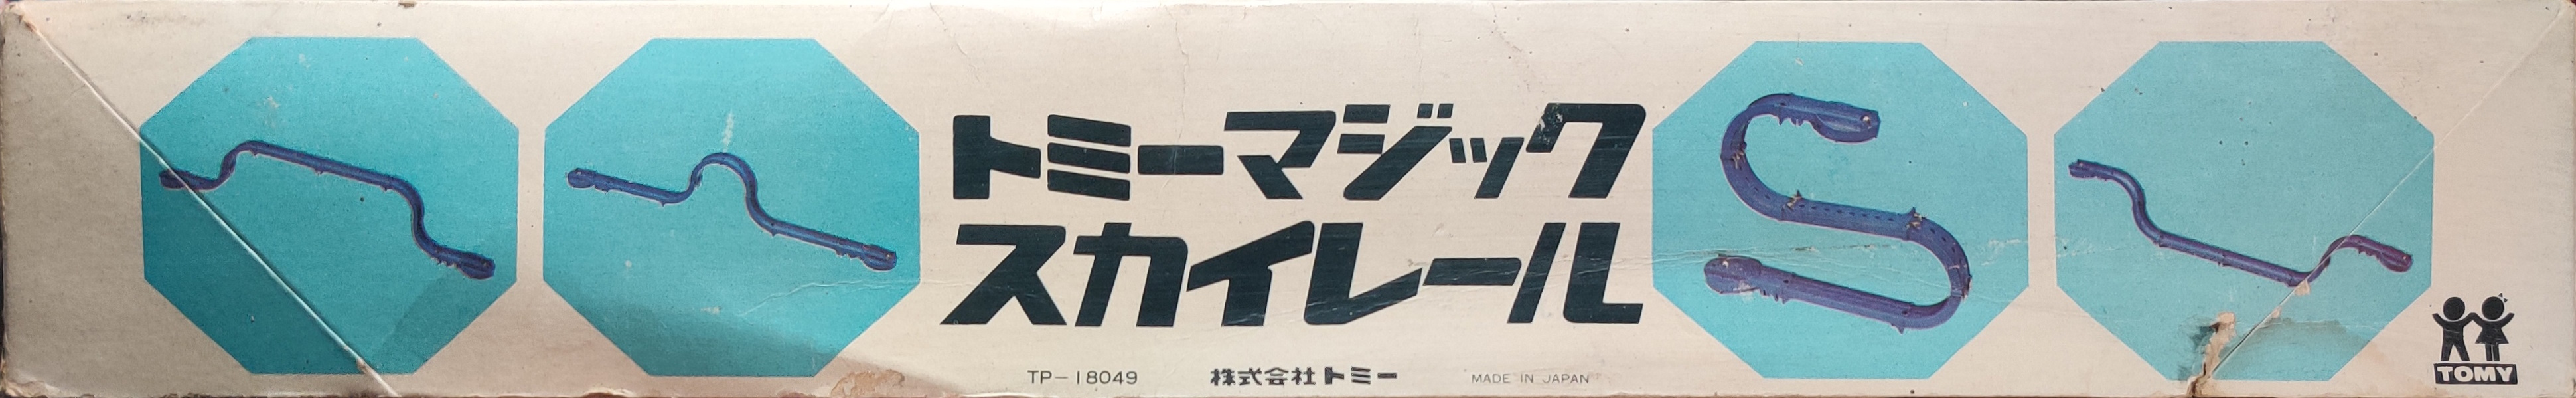 トミーマジック
スカイレール
TP-18049 株式会社トミー MADE IN JAPAN
TOMY